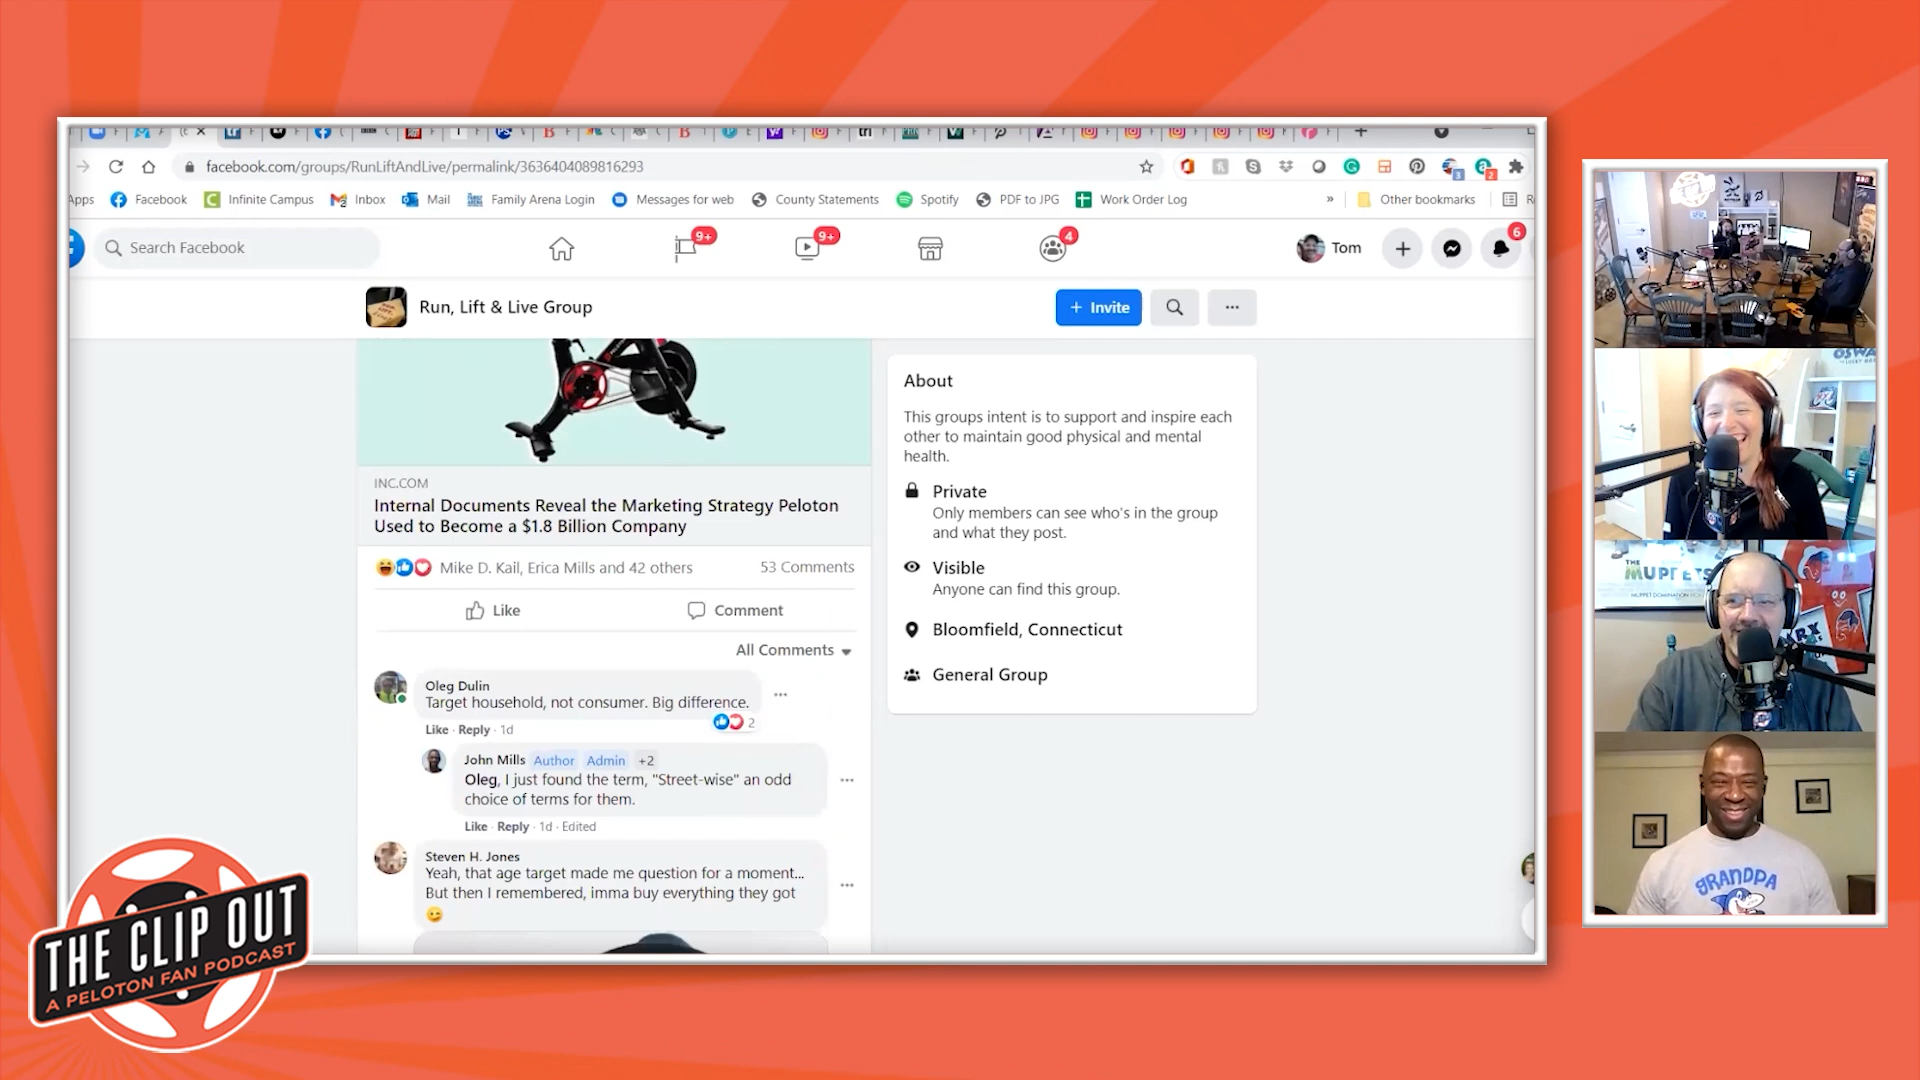 facebook.com/groups/RunLiftAndLive/permalink/3636404089816293
Apps
Facebook
Infinite Campus
Inbox
Mail
Family Arena Login
Messages for web
County Statements
Spotify
PDF to JPG
Work Order Log
»
Other bookmarks
Search Facebook
9+
9+
4
Tom
6
Run, Lift & Live Group
+ Invite
INC.COM
Internal Documents Reveal the Marketing Strategy Peloton
Used to Become a $1.8 Billion Company
Mike D. Kail, Erica Mills and 42 others
53 Comments
Like
Comment
All Comments
Oleg Dulin
Target household, not consumer. Big difference.
2
Like · Reply · 1d
John Mills Author Admin +2
Oleg, I just found the term, "Street-wise" an odd
choice of terms for them.
Like · Reply · 1d · Edited
Steven H. Jones
Yeah, that age target made me question for a moment...
But then I remembered, imma buy everything they got
About
This groups intent is to support and inspire each
other to maintain good physical and mental
health.
Private
Only members can see who's in the group
and what they post.
Visible
Anyone can find this group.
Bloomfield, Connecticut
General Group
THE
MUPPETS
GRANDPA
THE CLIP OUT
A PELOTON FAN PODCAST